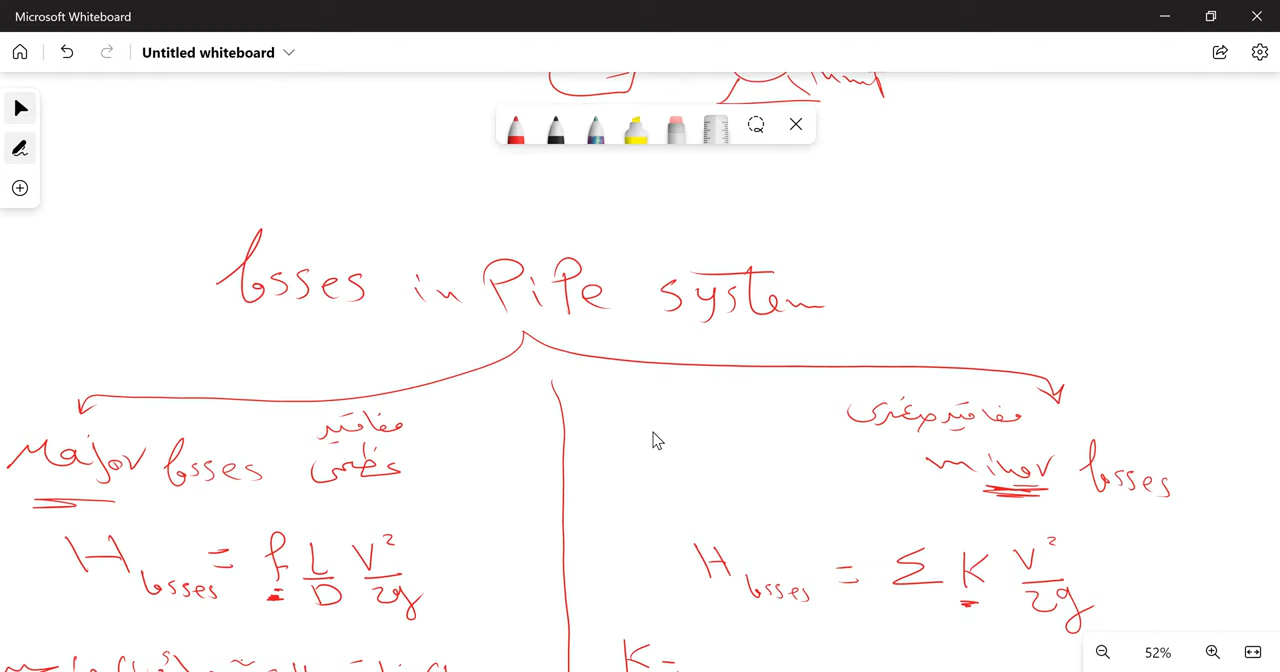 Microsoft Whiteboard
Untitled whiteboard
losses in PiPe system
Major losses
مفاقيد
عظمى
H losses = f L/D V²/2g
مفاقيد صغرى
minor losses
H losses = Σ K V²/2g
K =
52%